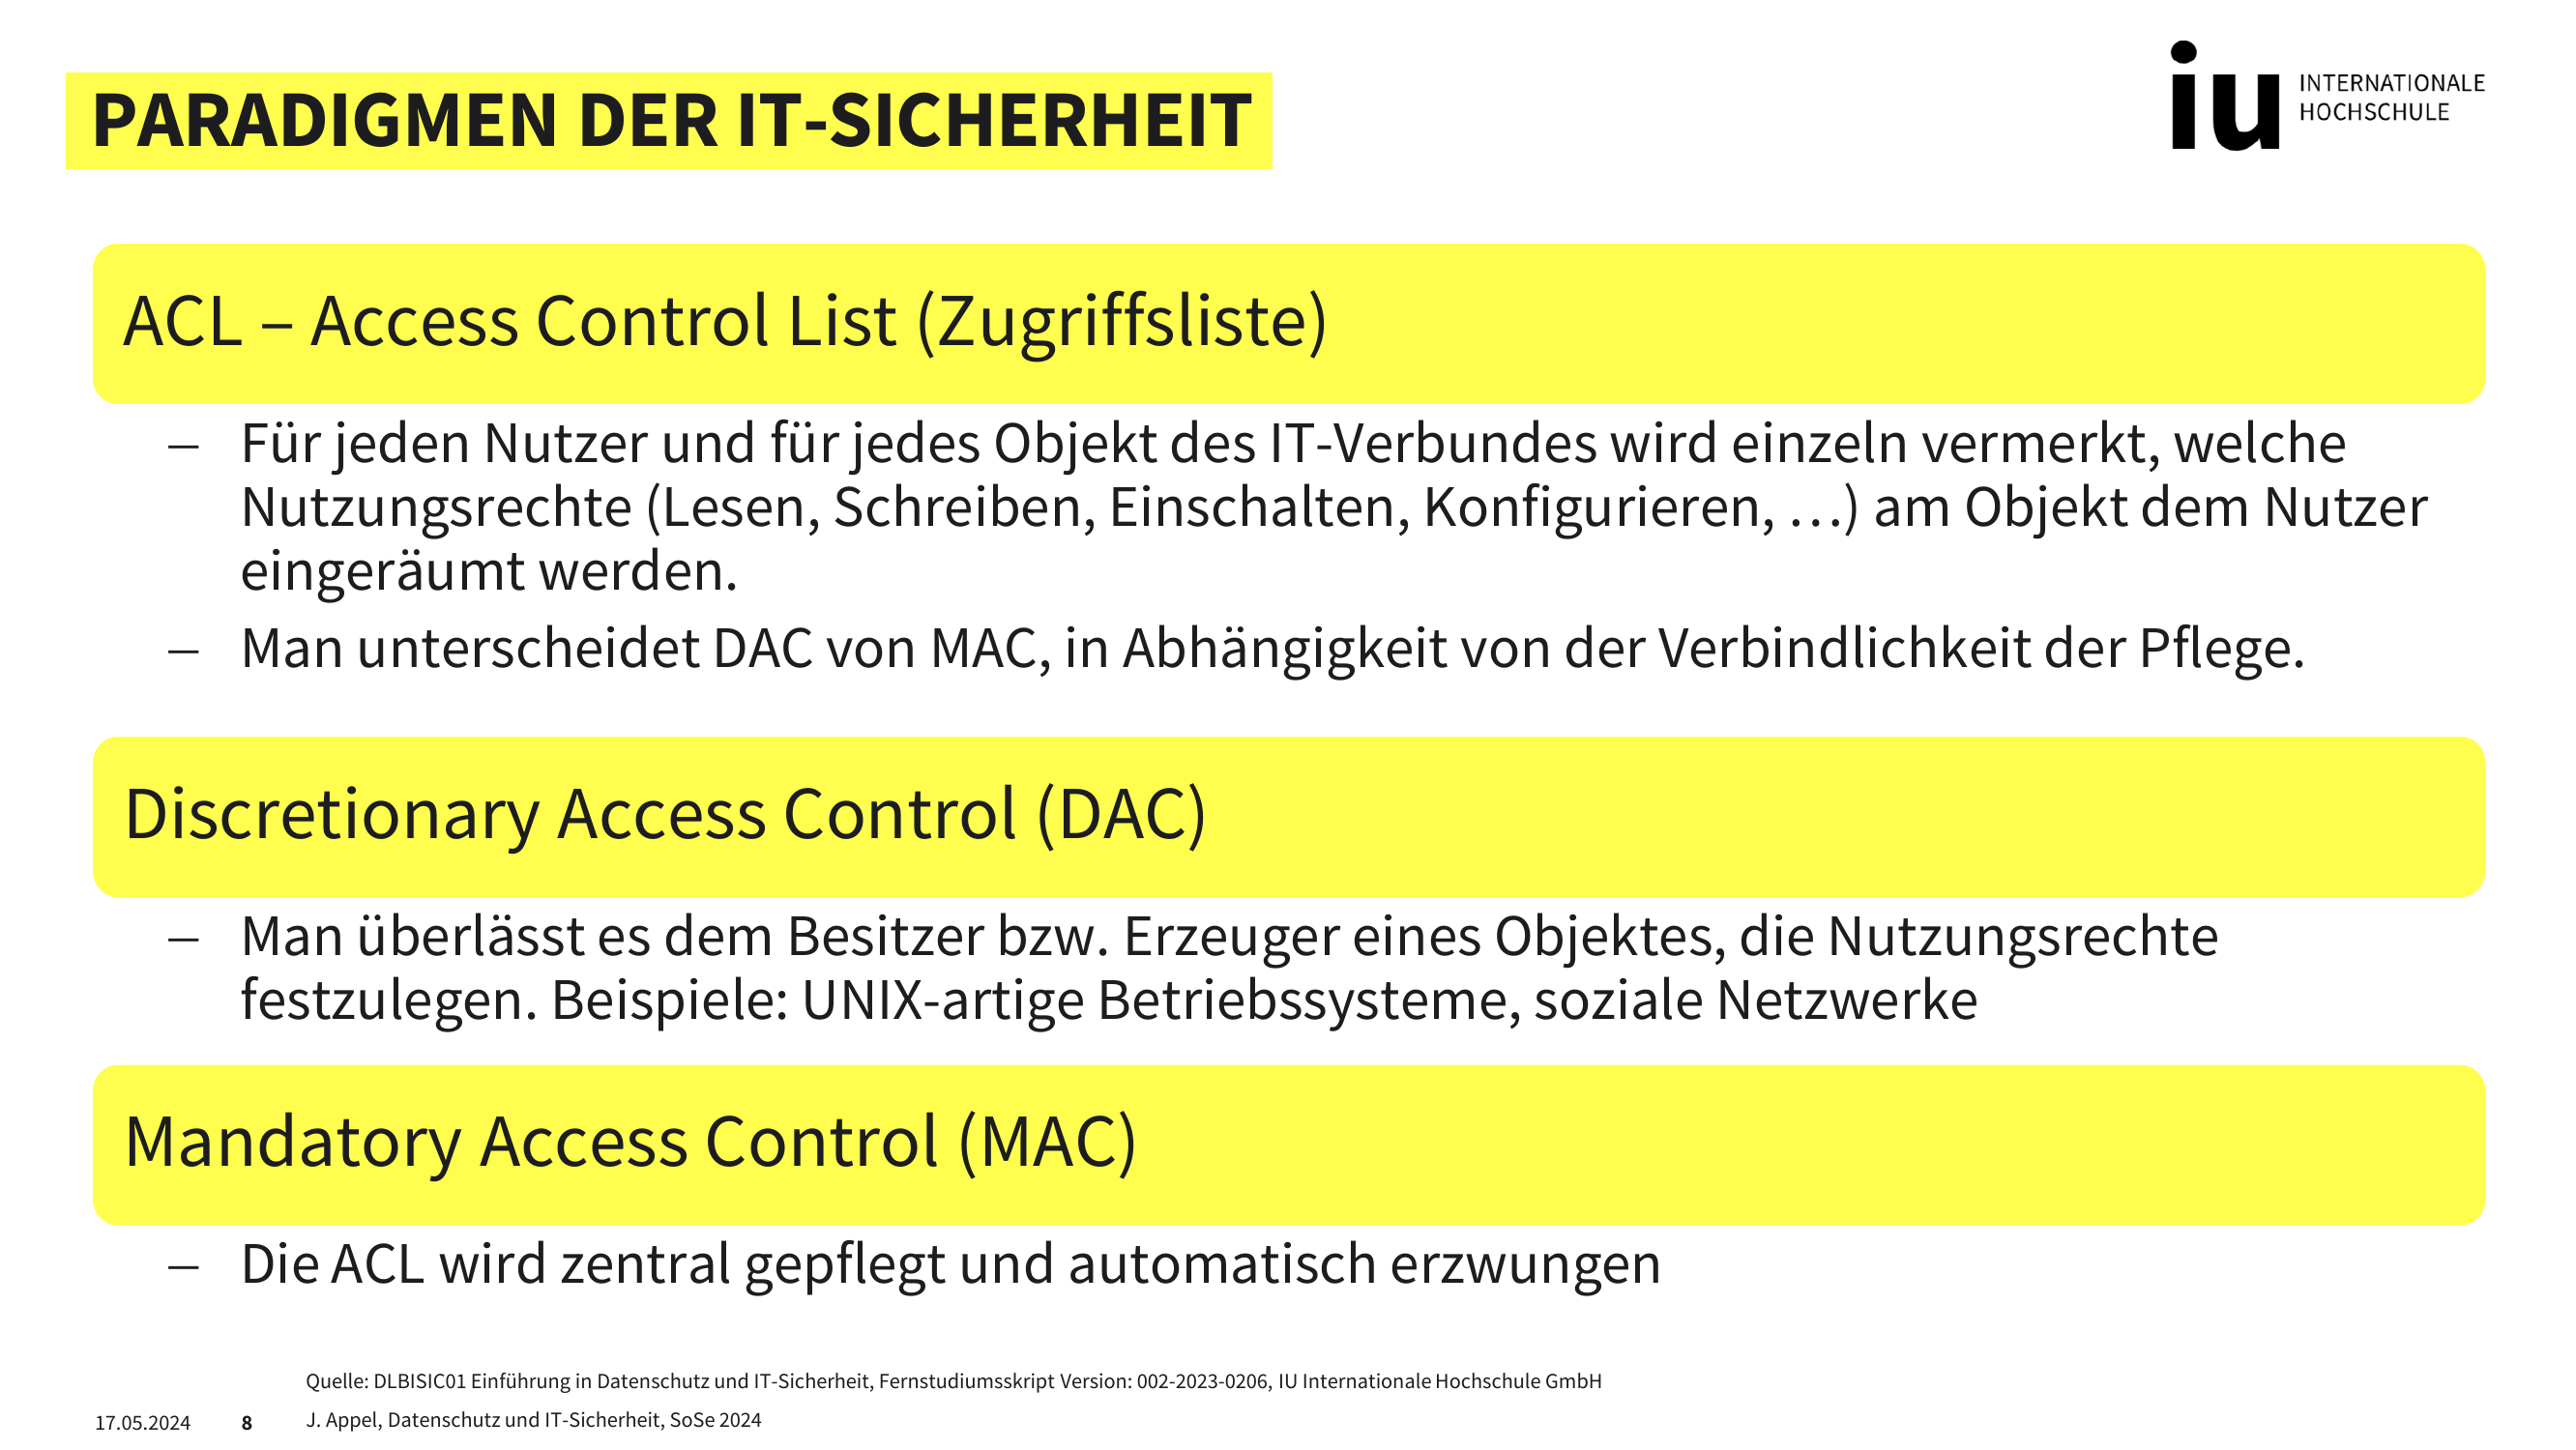 PARADIGMEN DER IT-SICHERHEIT
iu INTERNATIONALE
HOCHSCHULE
ACL – Access Control List (Zugriffsliste)
– Für jeden Nutzer und für jedes Objekt des IT-Verbundes wird einzeln vermerkt, welche
Nutzungsrechte (Lesen, Schreiben, Einschalten, Konfigurieren, …) am Objekt dem Nutzer
eingeräumt werden.
– Man unterscheidet DAC von MAC, in Abhängigkeit von der Verbindlichkeit der Pflege.
Discretionary Access Control (DAC)
– Man überlässt es dem Besitzer bzw. Erzeuger eines Objektes, die Nutzungsrechte
festzulegen. Beispiele: UNIX-artige Betriebssysteme, soziale Netzwerke
Mandatory Access Control (MAC)
– Die ACL wird zentral gepflegt und automatisch erzwungen
Quelle: DLBISIC01 Einführung in Datenschutz und IT-Sicherheit, Fernstudiumsskript Version: 002-2023-0206, IU Internationale Hochschule GmbH
17.05.2024 8 J. Appel, Datenschutz und IT-Sicherheit, SoSe 2024